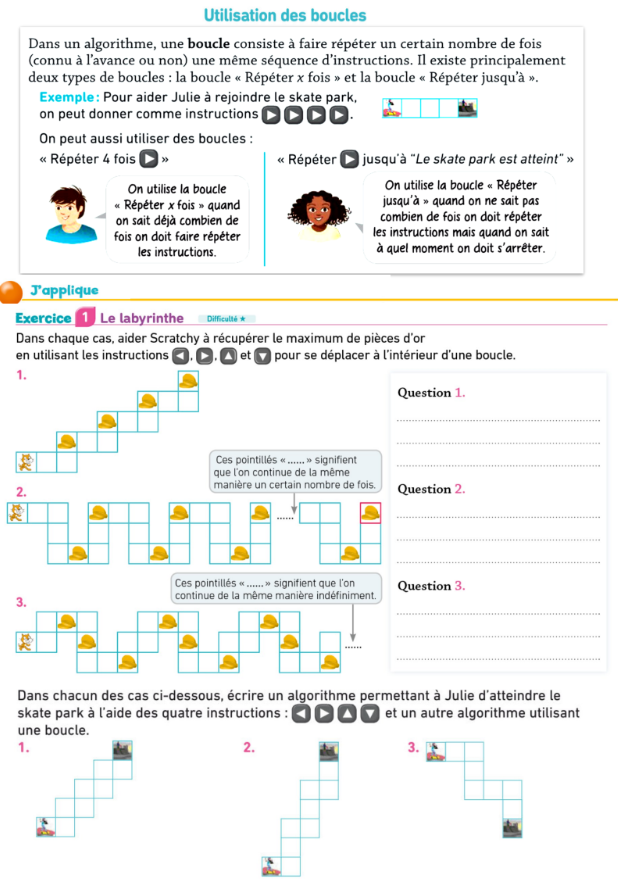 Utilisation des boucles
Dans un algorithme, une boucle consiste à faire répéter un certain nombre de fois
(connu à l'avance ou non) une même séquence d'instructions. Il existe principalement
deux types de boucles : la boucle « Répéter x fois » et la boucle « Répéter jusqu'à ».
Exemple : Pour aider Julie à rejoindre le skate park,
on peut donner comme instructions ▶ ▶ ▶ ▶.
On peut aussi utiliser des boucles :
« Répéter 4 fois ▶ »
« Répéter ▶ jusqu'à "Le skate park est atteint" »
On utilise la boucle
« Répéter x fois » quand
on sait déjà combien de
fois on doit faire répéter
les instructions.
On utilise la boucle « Répéter
jusqu'à » quand on ne sait pas
combien de fois on doit répéter
les instructions mais quand on sait
à quel moment on doit s'arrêter.
J'applique
Exercice 1 Le labyrinthe Difficulté ★
Dans chaque cas, aider Scratchy à récupérer le maximum de pièces d'or
en utilisant les instructions ◀, ▶, ▲ et ▼ pour se déplacer à l'intérieur d'une boucle.
1.
Question 1.
Ces pointillés « ...... » signifient
que l'on continue de la même
manière un certain nombre de fois.
2.
Question 2.
......
Ces pointillés « ...... » signifient que l'on
continue de la même manière indéfiniment.
3.
Question 3.
......
Dans chacun des cas ci-dessous, écrire un algorithme permettant à Julie d'atteindre le
skate park à l'aide des quatre instructions : ◀ ▶ ▲ ▼ et un autre algorithme utilisant
une boucle.
1.
2.
3.